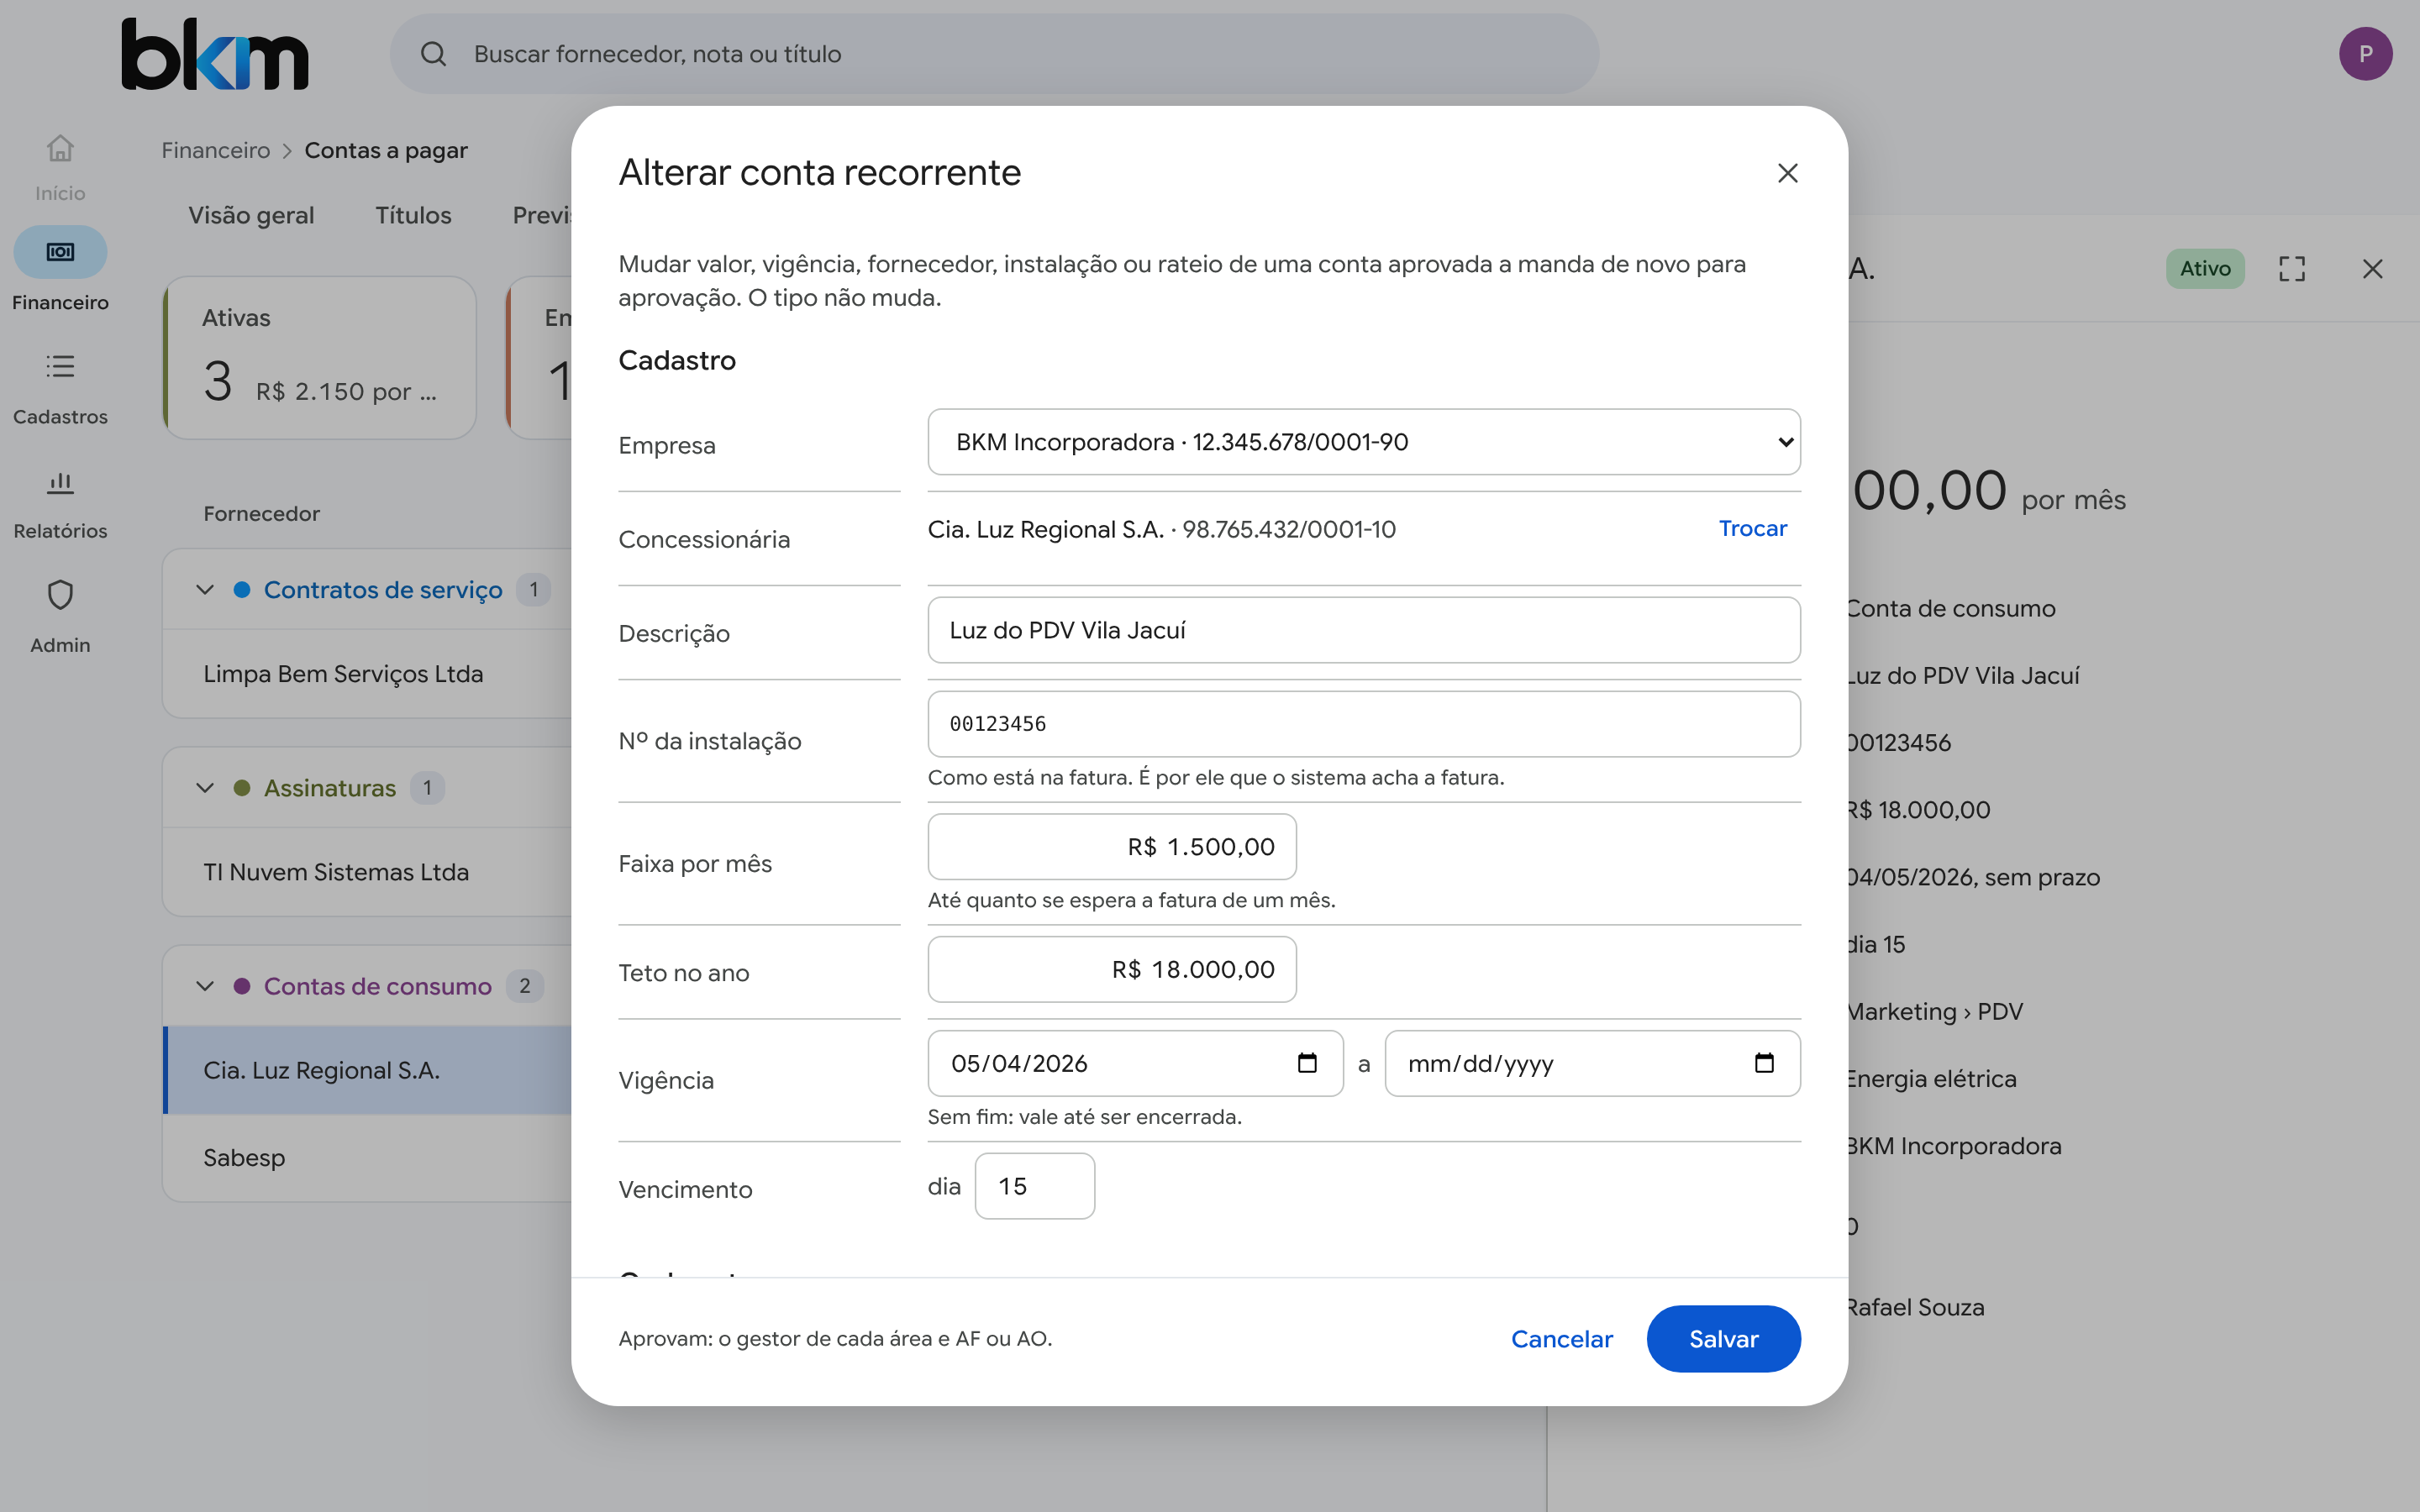 bkm
Buscar fornecedor, nota ou título
P
Início
Financeiro
Cadastros
Relatórios
Admin
Financeiro > Contas a pagar
Visão geral Títulos
Ativas
3 R$ 2.150 por ...
Fornecedor
Contratos de serviço 1
Limpa Bem Serviços Ltda
Assinaturas 1
TI Nuvem Sistemas Ltda
Contas de consumo 2
Cia. Luz Regional S.A.
Sabesp
Alterar conta recorrente
Mudar valor, vigência, fornecedor, instalação ou rateio de uma conta aprovada a manda de novo para
aprovação. O tipo não muda.
Cadastro
Empresa
BKM Incorporadora · 12.345.678/0001-90
Concessionária
Cia. Luz Regional S.A. · 98.765.432/0001-10
Trocar
Descrição
Luz do PDV Vila Jacuí
Nº da instalação
00123456
Como está na fatura. É por ele que o sistema acha a fatura.
Faixa por mês
R$ 1.500,00
Até quanto se espera a fatura de um mês.
Teto no ano
R$ 18.000,00
Vigência
05/04/2026 a mm/dd/yyyy
Sem fim: vale até ser encerrada.
Vencimento
dia 15
Aprovam: o gestor de cada área e AF ou AO.
Cancelar
Salvar
A.
Ativo
00,00 por mês
Conta de consumo
Luz do PDV Vila Jacuí
00123456
R$ 18.000,00
04/05/2026, sem prazo
dia 15
Marketing › PDV
Energia elétrica
BKM Incorporadora
0
Rafael Souza